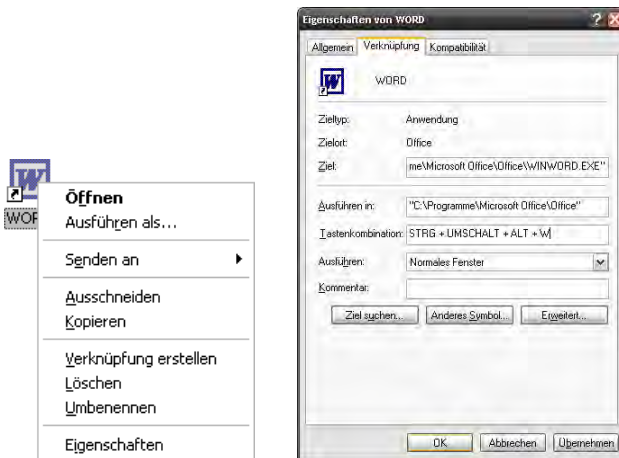 WOR
Öffnen
Ausführen als...
Senden an
Ausschneiden
Kopieren
Verknüpfung erstellen
Löschen
Umbenennen
Eigenschaften
Eigenschaften von WORD
Allgemein Verknüpfung Kompatibilität
WORD
Zieltyp: Anwendung
Zielort: Office
Ziel: me\Microsoft Office\Office\WINWORD.EXE"
Ausführen in: "C:\Programme\Microsoft Office\Office"
Tastenkombination: STRG + UMSCHALT + ALT + W
Ausführen: Normales Fenster
Kommentar:
Ziel suchen... Anderes Symbol... Erweitert...
OK Abbrechen Übernehmen